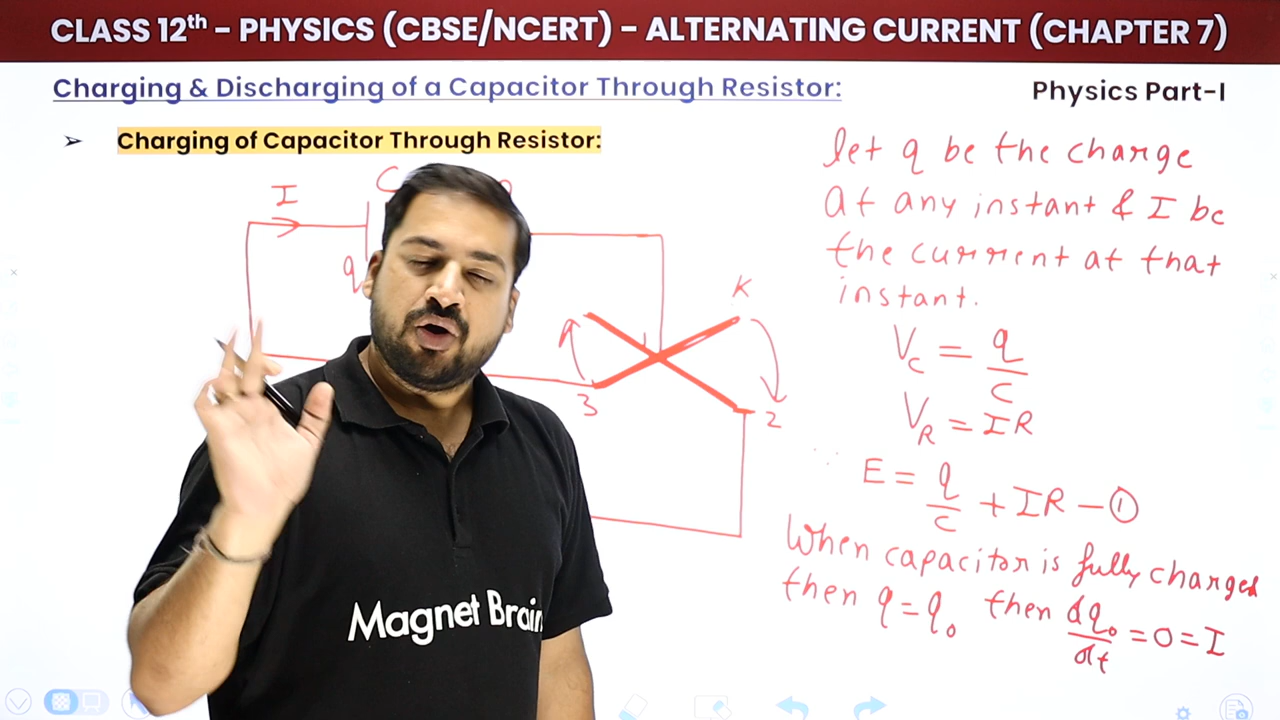 CLASS 12th – PHYSICS (CBSE/NCERT) – ALTERNATING CURRENT (CHAPTER 7)
Charging & Discharging of a Capacitor Through Resistor:
Physics Part-I
➢ Charging of Capacitor Through Resistor:
let q be the charge
at any instant & I be
the current at that
instant.
V_C = q/C
V_R = IR
E = q/C + IR – ①
When capacitor is fully charged
then q = q₀ then dq₀/dt = 0 = I
I
C
q
K
3
2
Magnet Brain